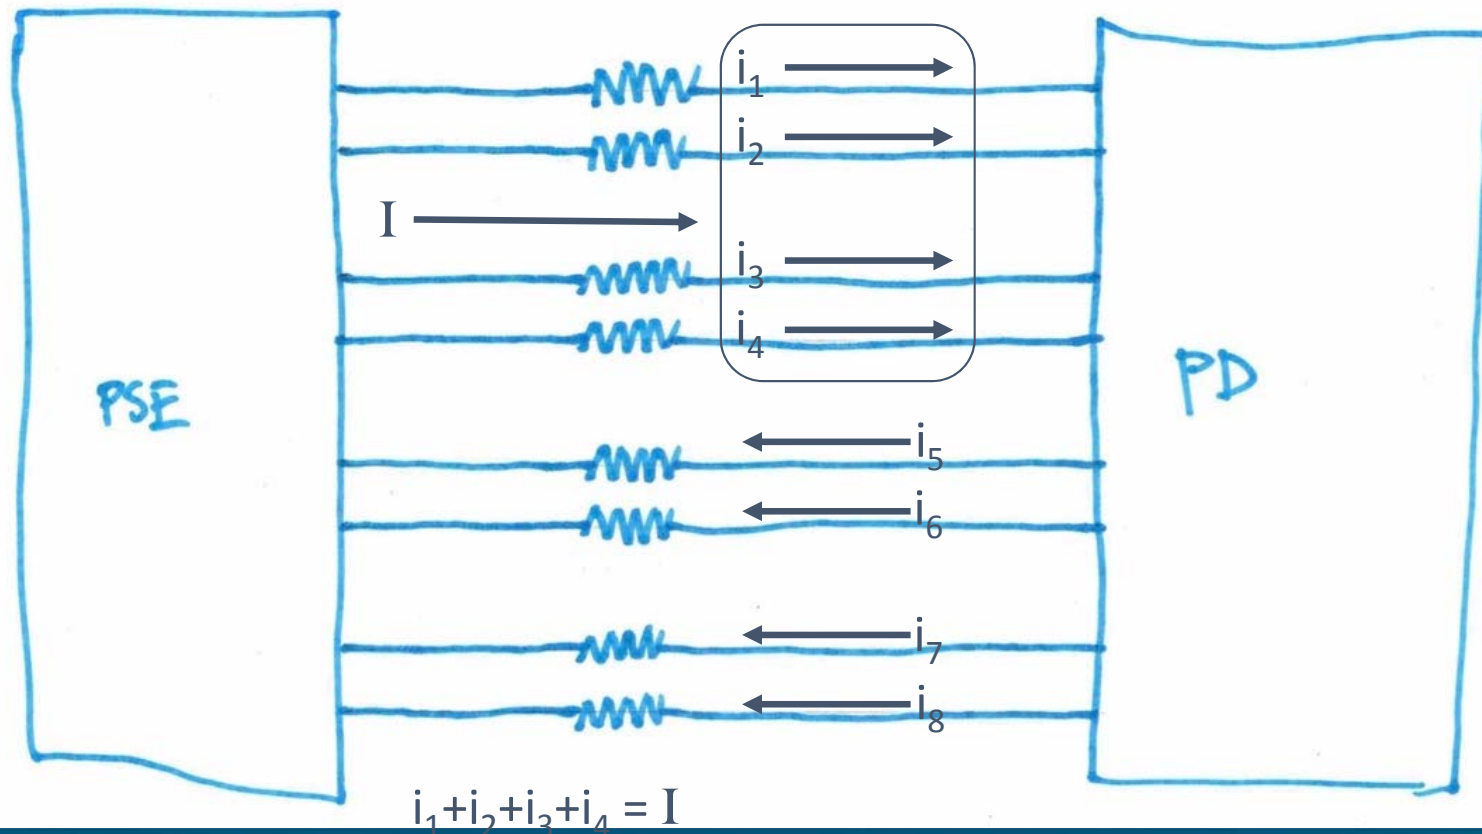 i₁
i₂
I
i₃
i₄
PSE
PD
i₅
i₆
i₇
i₈
i₁+i₂+i₃+i₄ = I